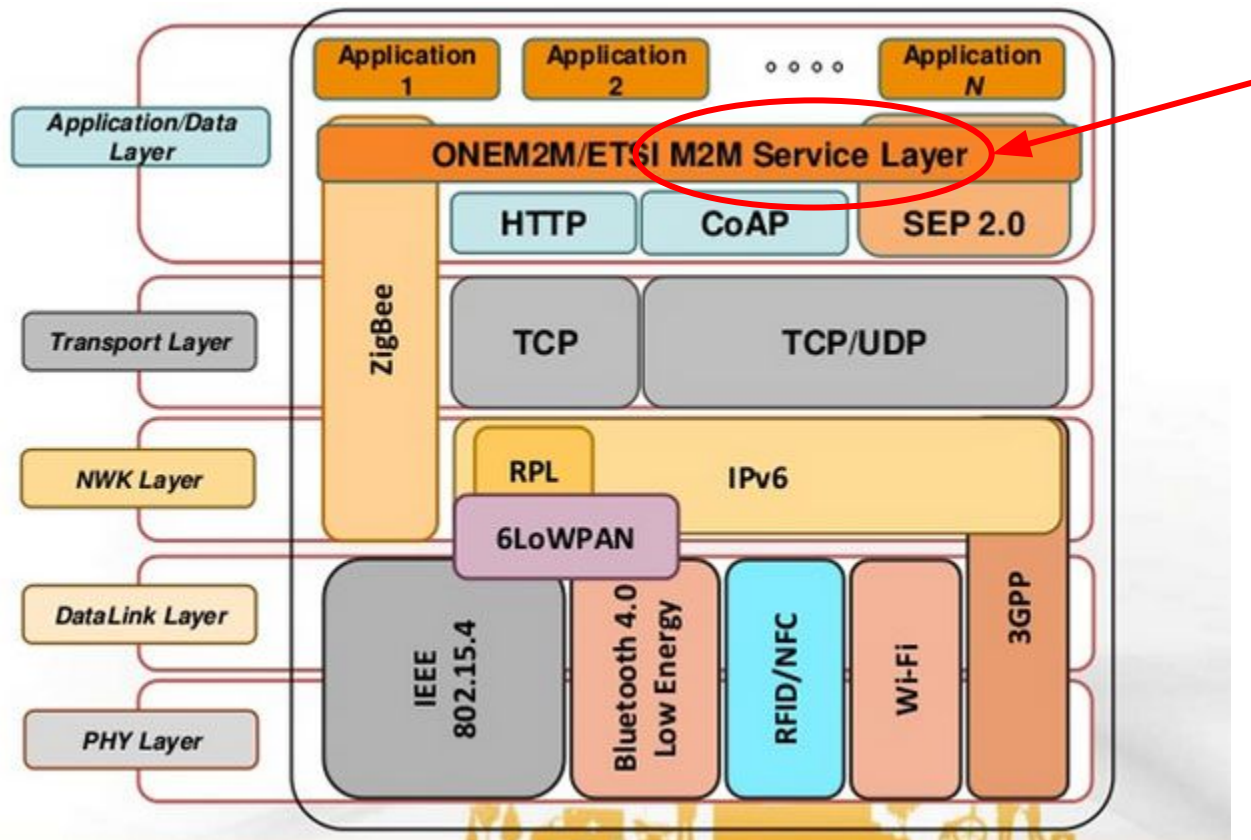 Application
1
Application
2
Application
N
Application/Data
Layer
ONEM2M/ETSI M2M Service Layer
HTTP
CoAP
SEP 2.0
ZigBee
Transport Layer
TCP
TCP/UDP
NWK Layer
RPL
IPv6
6LoWPAN
DataLink Layer
IEEE
802.15.4
Bluetooth 4.0
Low Energy
RFID/NFC
Wi-Fi
3GPP
PHY Layer